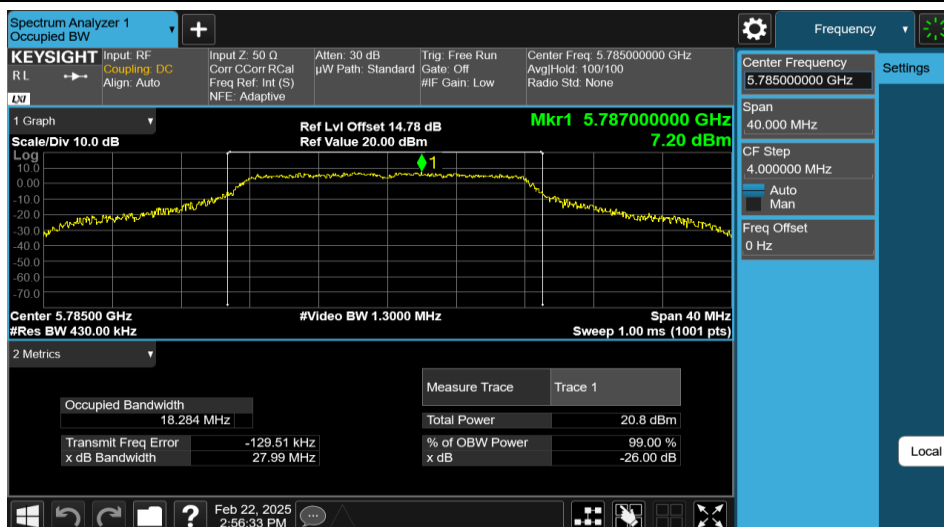 Spectrum Analyzer 1
Occupied BW
+
Frequency
KEYSIGHT
RL
LXI
Input: RF
Coupling: DC
Align: Auto
Input Z: 50 Ω
Corr CCorr RCal
Freq Ref: Int (S)
NFE: Adaptive
Atten: 30 dB
µW Path: Standard
Trig: Free Run
Gate: Off
#IF Gain: Low
Center Freq: 5.785000000 GHz
Avg|Hold: 100/100
Radio Std: None
Center Frequency
5.785000000 GHz
Settings
Span
40.000 MHz
CF Step
4.000000 MHz
Auto
Man
Freq Offset
0 Hz
Local
1 Graph
Scale/Div 10.0 dB
Ref Lvl Offset 14.78 dB
Ref Value 20.00 dBm
Mkr1 5.787000000 GHz
7.20 dBm
Log
10.0
0.00
-10.0
-20.0
-30.0
-40.0
-50.0
-60.0
-70.0
1
Center 5.78500 GHz
#Video BW 1.3000 MHz
Span 40 MHz
#Res BW 430.00 kHz
Sweep 1.00 ms (1001 pts)
2 Metrics
Measure Trace Trace 1
Occupied Bandwidth
18.284 MHz
Total Power 20.8 dBm
Transmit Freq Error -129.51 kHz
% of OBW Power 99.00 %
x dB Bandwidth 27.99 MHz
x dB -26.00 dB
?
Feb 22, 2025
2:56:33 PM